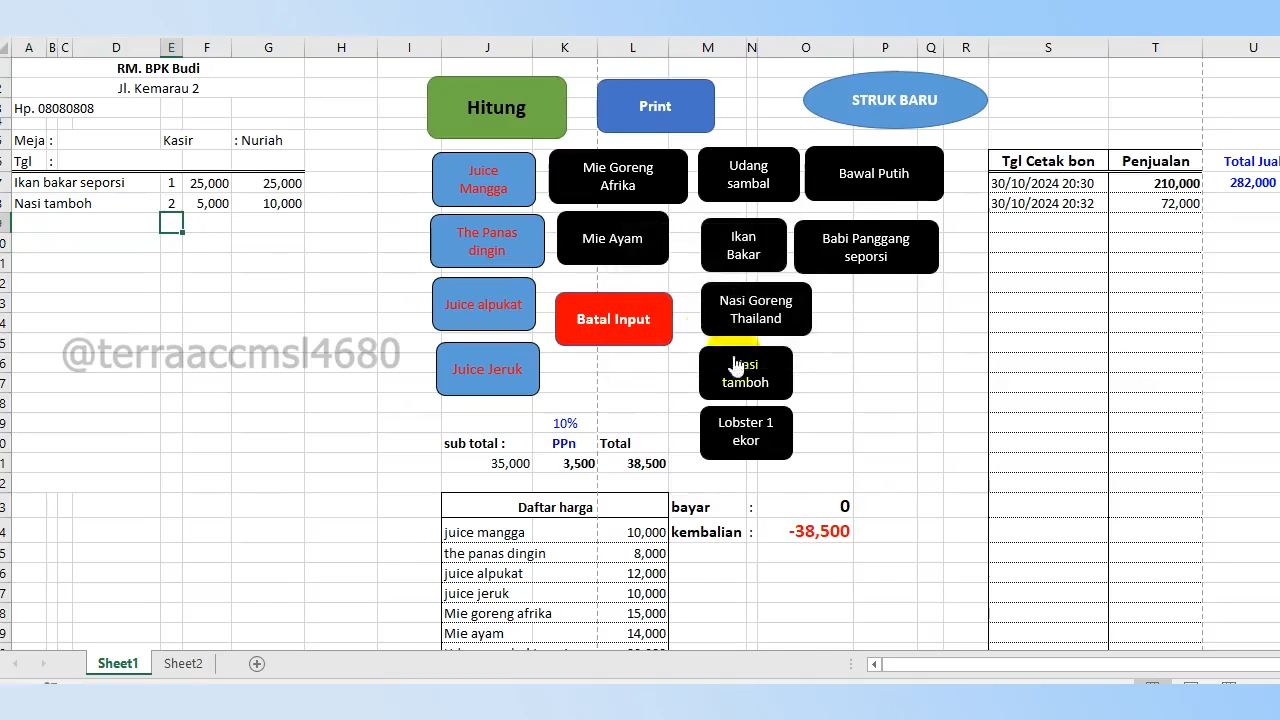 A B C D E F G H I J K L M N O P Q R S T U
RM. BPK Budi
Jl. Kemarau 2
Hp. 08080808
Meja : Kasir : Nuriah
Tgl :
Ikan bakar seporsi 1 25,000 25,000
Nasi tamboh 2 5,000 10,000
Hitung
Print
STRUK BARU
Juice
Mangga
Mie Goreng
Afrika
Udang
sambal
Bawal Putih
The Panas
dingin
Mie Ayam
Ikan
Bakar
Babi Panggang
seporsi
Juice alpukat
Batal Input
Nasi Goreng
Thailand
Juice Jeruk
tamboh
Lobster 1
ekor
Tgl Cetak bon Penjualan Total Jual
30/10/2024 20:30 210,000 282,000
30/10/2024 20:32 72,000
@terraaccmsl4680
10%
sub total : PPn Total
35,000 3,500 38,500
Daftar harga
juice mangga 10,000
the panas dingin 8,000
juice alpukat 12,000
juice jeruk 10,000
Mie goreng afrika 15,000
Mie ayam 14,000
bayar : 0
kembalian : -38,500
Sheet1 Sheet2